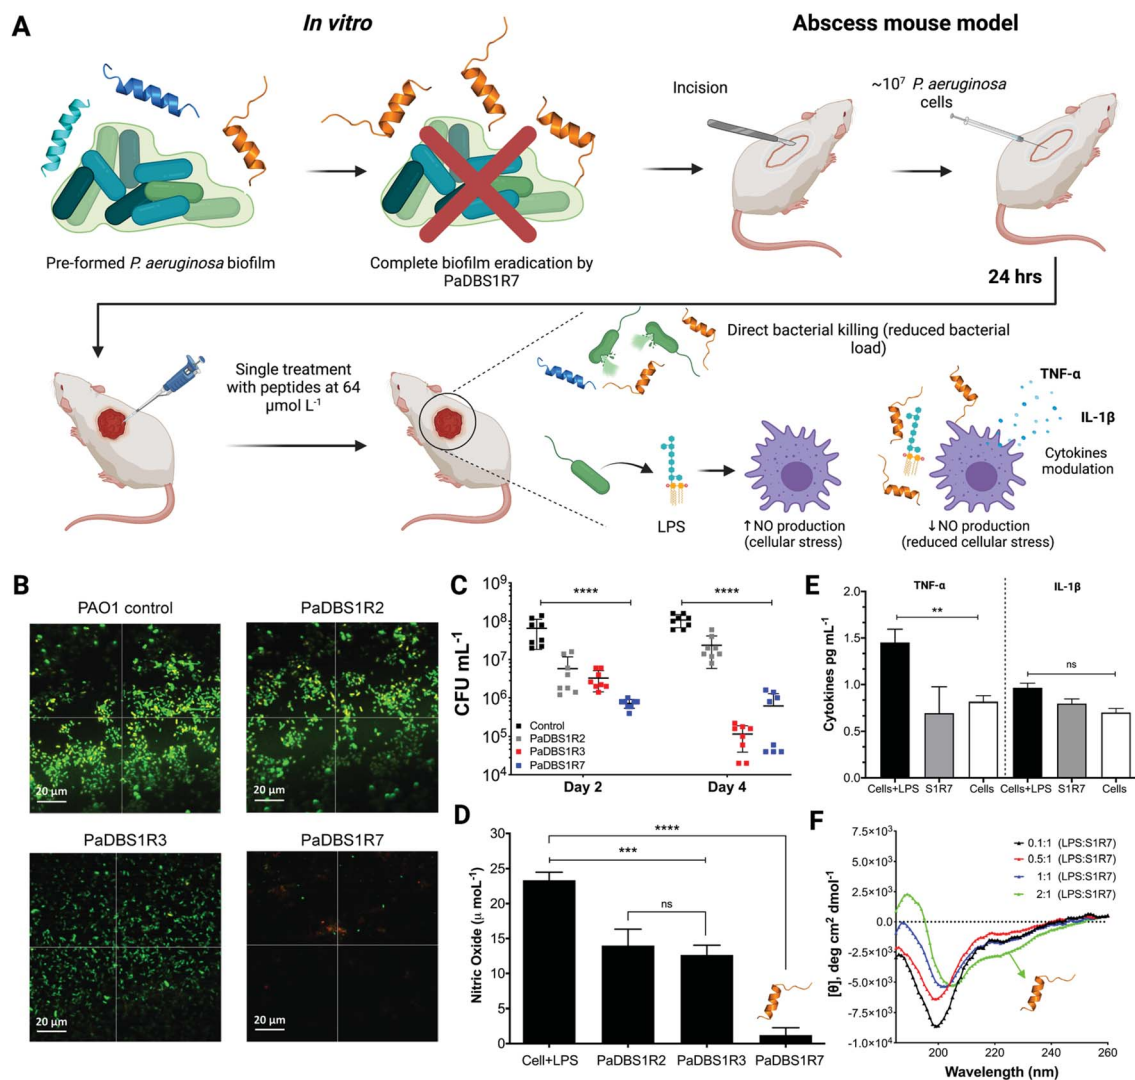 A
In vitro
Abscess mouse model
Incision
~10⁷ P. aeruginosa
cells
Pre-formed P. aeruginosa biofilm
Complete biofilm eradication by
PaDBS1R7
24 hrs
Single treatment
with peptides at 64
µmol L⁻¹
Direct bacterial killing (reduced bacterial
load)
TNF-α
IL-1β
Cytokines
modulation
LPS
↑NO production
(cellular stress)
↓NO production
(reduced cellular stress)
B
PAO1 control
PaDBS1R2
20 µm
20 µm
PaDBS1R3
PaDBS1R7
20 µm
20 µm
C
CFU mL⁻¹
10⁹
10⁸
10⁷
10⁶
10⁵
10⁴
****
****
Control
PaDBS1R2
PaDBS1R3
PaDBS1R7
Day 2
Day 4
D
Nitric Oxide (µ moL⁻¹)
30
25
20
15
10
5
0
****
***
ns
Cell+LPS
PaDBS1R2
PaDBS1R3
PaDBS1R7
E
TNF-α
IL-1β
Cytokines pg mL⁻¹
2.0
1.5
1.0
0.5
0.0
**
ns
Cells+LPS
S1R7
Cells
Cells+LPS
S1R7
Cells
F
[θ], deg cm² dmol⁻¹
7.5×10³
5.0×10³
2.5×10³
0.0
-2.5×10³
-5.0×10³
-7.5×10³
-1.0×10⁴
0.1:1 (LPS:S1R7)
0.5:1 (LPS:S1R7)
1:1 (LPS:S1R7)
2:1 (LPS:S1R7)
200
220
240
260
Wavelength (nm)